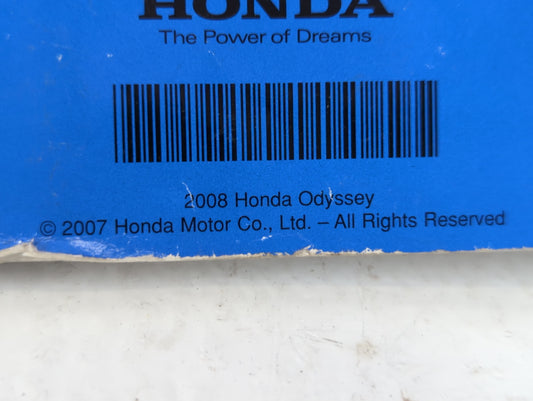 HONDA
The Power of Dreams
2008 Honda Odyssey
© 2007 Honda Motor Co., Ltd. – All Rights Reserved